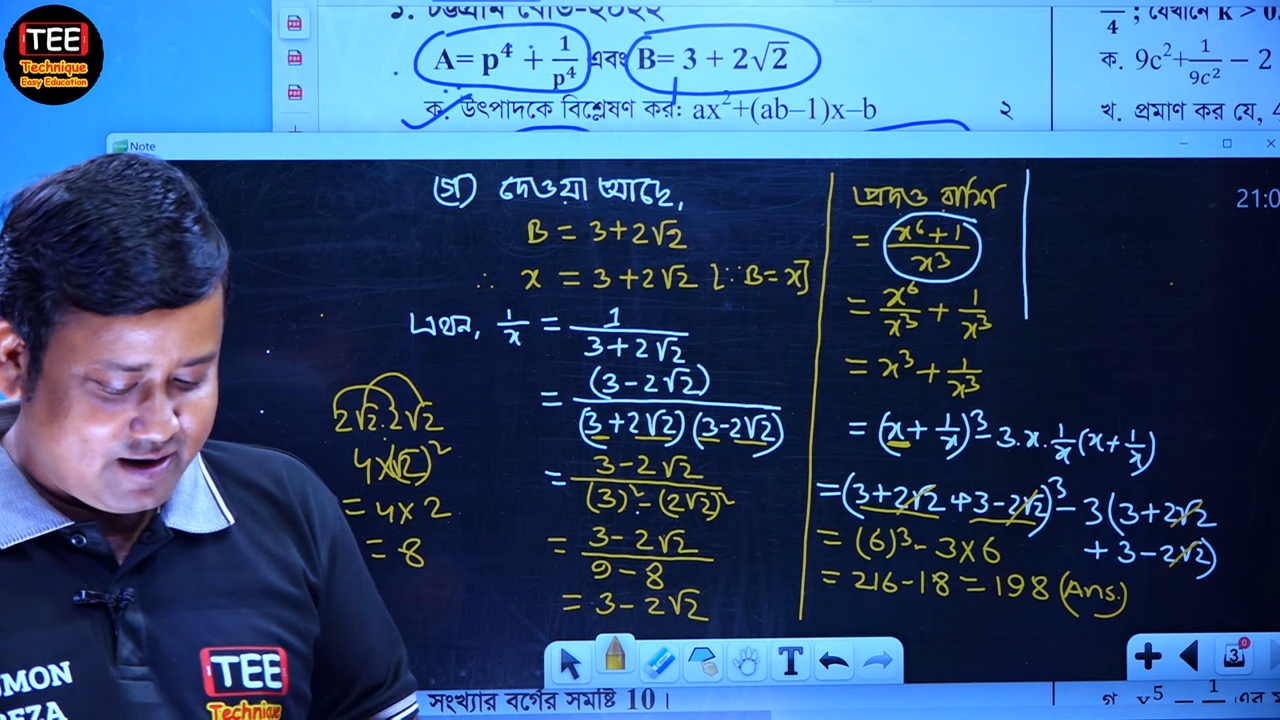 TEE
Technique
Easy Education
A= p⁴ + 1/p⁴ এবং B= 3 + 2√2
ক. উৎপাদকে বিশ্লেষণ কর: ax²+(ab–1)x–b ২
/4 ; যেখানে K > 0
ক. 9c²+1/9c² – 2
খ. প্রমাণ কর যে, 4
Note
21:0
(গ) দেওয়া আছে,
B = 3+2√2
∴ x = 3+2√2 [∵B=x]
এখন, 1/x = 1/(3+2√2)
= (3-2√2)/(3+2√2)(3-2√2)
= 3-2√2/(3)²-(2√2)²
= 3-2√2/9-8
= 3-2√2
2√2.2√2
4×(√2)²
= 4×2
= 8
প্রদত্ত রাশি
= x⁶+1/x³
= x⁶/x³ + 1/x³
= x³ + 1/x³
= (x+1/x)³-3.x.1/x(x+1/x)
=(3+2√2+3-2√2)³-3(3+2√2
+3-2√2)
= (6)³-3×6
= 216-18=198 (Ans.)
T
3
সংখ্যার বর্গের সমষ্টি 10।
TEE
Technique